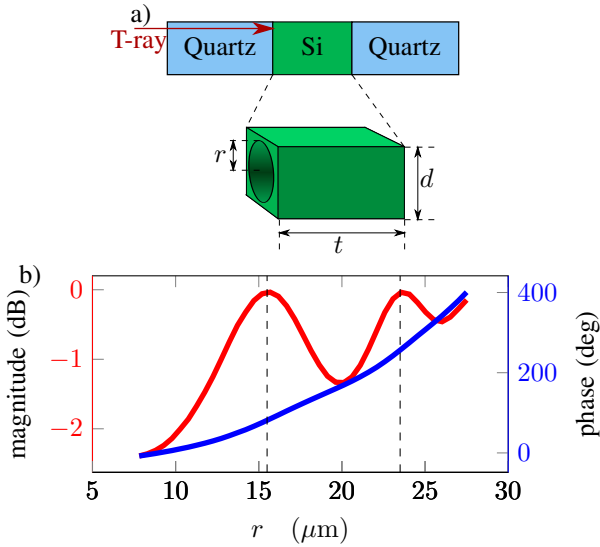 a)
T-ray
Quartz Si Quartz
r
d
t
b)
magnitude (dB)
0
−1
−2
400
200
0
phase (deg)
5 10 15 20 25 30
r (μm)